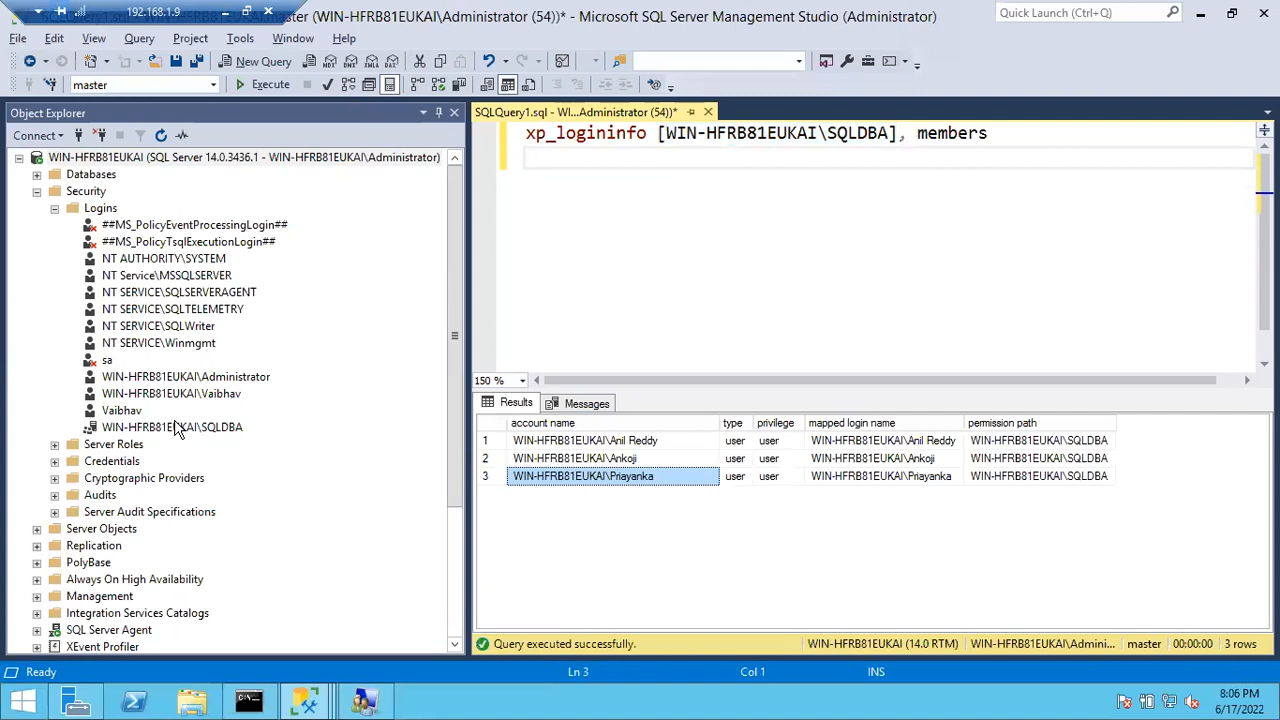 192.168.1.9
.master (WIN-HFRB81EUKAI\Administrator (54))* - Microsoft SQL Server Management Studio (Administrator)
Quick Launch (Ctrl+Q)
File Edit View Query Project Tools Window Help
New Query
master
Execute
Object Explorer
SQLQuery1.sql - WI...Administrator (54))*
Connect
xp_logininfo [WIN-HFRB81EUKAI\SQLDBA], members
WIN-HFRB81EUKAI (SQL Server 14.0.3436.1 - WIN-HFRB81EUKAI\Administrator)
Databases
Security
Logins
##MS_PolicyEventProcessingLogin##
##MS_PolicyTsqlExecutionLogin##
NT AUTHORITY\SYSTEM
NT Service\MSSQLSERVER
NT SERVICE\SQLSERVERAGENT
NT SERVICE\SQLTELEMETRY
NT SERVICE\SQLWriter
NT SERVICE\Winmgmt
sa
WIN-HFRB81EUKAI\Administrator
WIN-HFRB81EUKAI\Vaibhav
Vaibhav
WIN-HFRB81EUKAI\SQLDBA
Server Roles
Credentials
Cryptographic Providers
Audits
Server Audit Specifications
Server Objects
Replication
PolyBase
Always On High Availability
Management
Integration Services Catalogs
SQL Server Agent
XEvent Profiler
150 %
Results Messages
account name type privilege mapped login name permission path
1 WIN-HFRB81EUKAI\Anil Reddy user user WIN-HFRB81EUKAI\Anil Reddy WIN-HFRB81EUKAI\SQLDBA
2 WIN-HFRB81EUKAI\Ankoji user user WIN-HFRB81EUKAI\Ankoji WIN-HFRB81EUKAI\SQLDBA
3 WIN-HFRB81EUKAI\Priayanka user user WIN-HFRB81EUKAI\Priayanka WIN-HFRB81EUKAI\SQLDBA
Query executed successfully. WIN-HFRB81EUKAI (14.0 RTM) WIN-HFRB81EUKAI\Admini... master 00:00:00 3 rows
Ready Ln 3 Col 1 INS
8:06 PM
6/17/2022